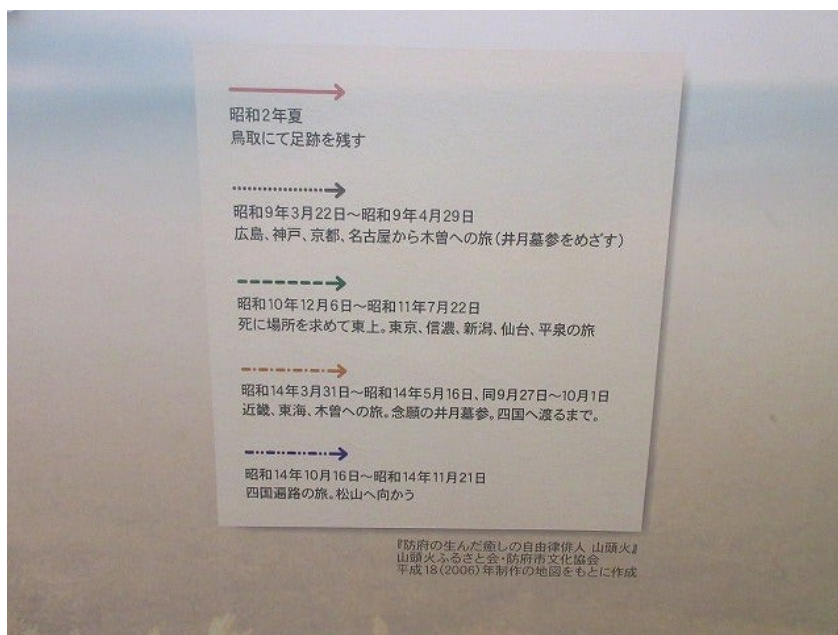 昭和2年夏
鳥取にて足跡を残す
昭和9年3月22日～昭和9年4月29日
広島、神戸、京都、名古屋から木曽への旅（井月墓参をめざす）
昭和10年12月6日～昭和11年7月22日
死に場所を求めて東上。東京、信濃、新潟、仙台、平泉の旅
昭和14年3月31日～昭和14年5月16日、同9月27日～10月1日
近畿、東海、木曽への旅。念願の井月墓参。四国へ渡るまで。
昭和14年10月16日～昭和14年11月21日
四国遍路の旅。松山へ向かう
『防府の生んだ癒しの自由律俳人 山頭火』
山頭火ふるさと会・防府市文化協会
平成18（2006）年制作の地図をもとに作成